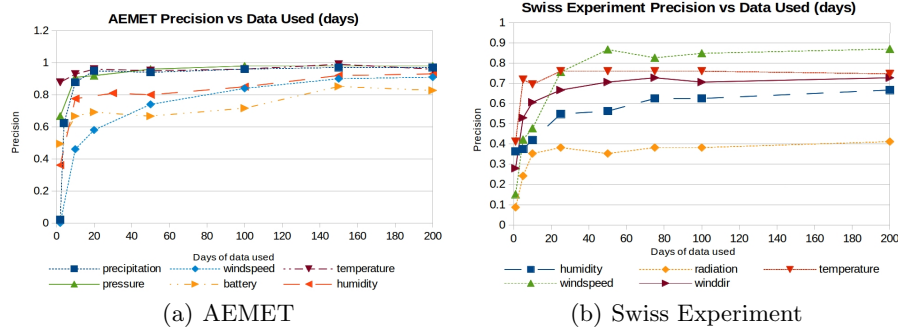 AEMET Precision vs Data Used (days)
1.2
1
0.8
0.6
0.4
0.2
0
Precision
0 20 40 60 80 100 120 140 160 180 200
Days of data used
precipitation windspeed temperature
pressure battery humidity
(a) AEMET
Swiss Experiment Precision vs Data Used (days)
1
0.9
0.8
0.7
0.6
0.5
0.4
0.3
0.2
0.1
0
Precision
0 20 40 60 80 100 120 140 160 180 200
Days of data used
humidity radiation temperature
windspeed winddir
(b) Swiss Experiment